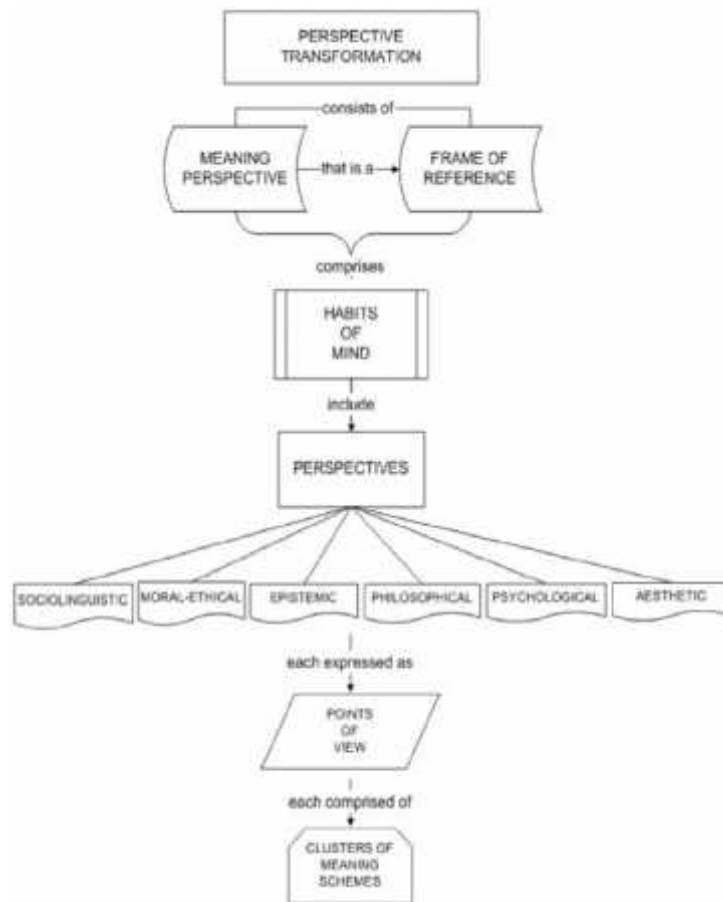 PERSPECTIVE
TRANSFORMATION
consists of
MEANING
PERSPECTIVE
that is a
FRAME OF
REFERENCE
comprises
HABITS
OF
MIND
include
PERSPECTIVES
SOCIOLINGUISTIC
MORAL-ETHICAL
EPISTEMIC
PHILOSOPHICAL
PSYCHOLOGICAL
AESTHETIC
each expressed as
POINTS
OF
VIEW
each comprised of
CLUSTERS OF
MEANING
SCHEMES